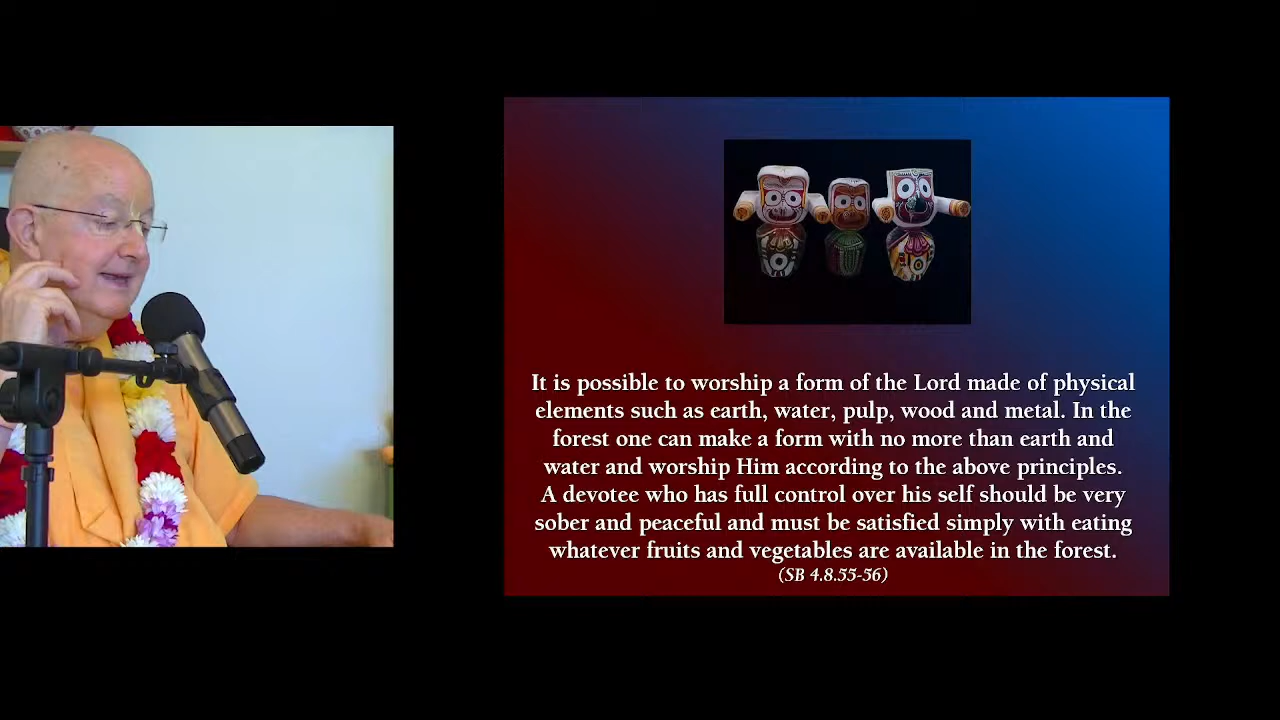 It is possible to worship a form of the Lord made of physical
elements such as earth, water, pulp, wood and metal. In the
forest one can make a form with no more than earth and
water and worship Him according to the above principles.
A devotee who has full control over his self should be very
sober and peaceful and must be satisfied simply with eating
whatever fruits and vegetables are available in the forest.
(SB 4.8.55-56)